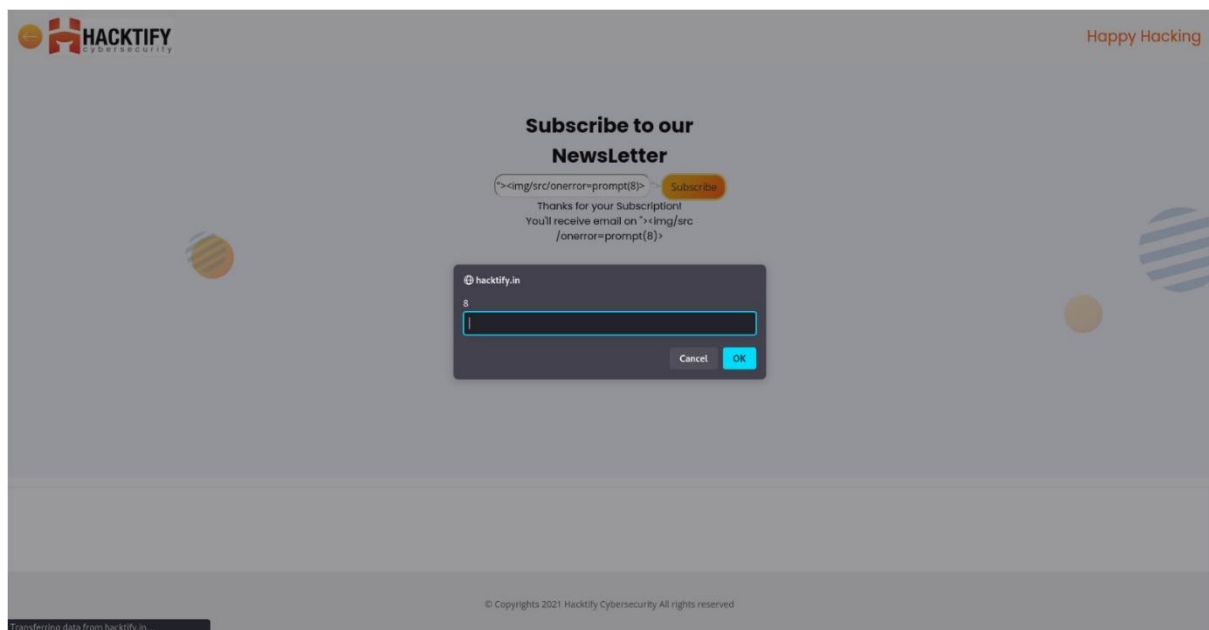 HACKTIFY
cybersecurity
Happy Hacking
Subscribe to our
NewsLetter
"><img/src/onerror=prompt(8)>
">
Subscribe
Thanks for your Subscription!
You'll receive email on "><img/src
/onerror=prompt(8)>
hacktify.in
8
Cancel
OK
© Copyrights 2021 Hacktify Cybersecurity All rights reserved
Transferring data from hacktify.in...